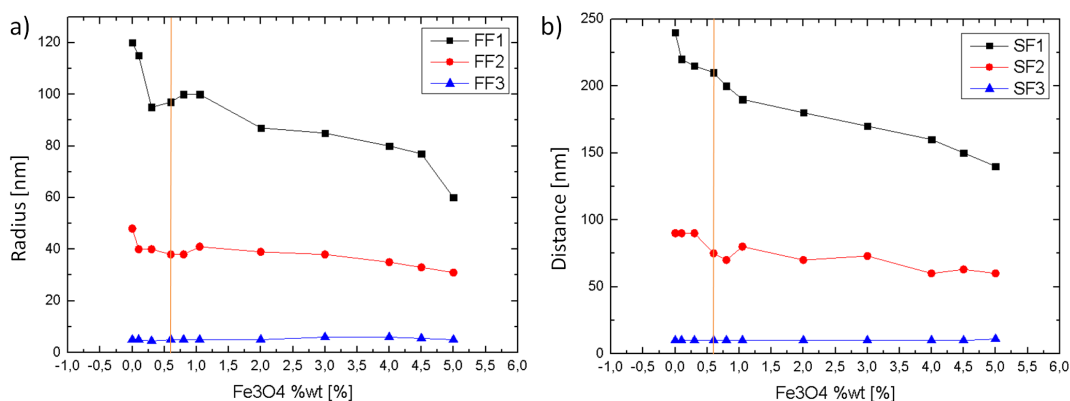 a)
FF1
FF2
FF3
120
100
80
60
40
20
0
Radius [nm]
-1,0 -0,5 0,0 0,5 1,0 1,5 2,0 2,5 3,0 3,5 4,0 4,5 5,0 5,5 6,0
Fe3O4 %wt [%]
b)
SF1
SF2
SF3
250
200
150
100
50
0
Distance [nm]
-1,0 -0,5 0,0 0,5 1,0 1,5 2,0 2,5 3,0 3,5 4,0 4,5 5,0 5,5 6,0
Fe3O4 %wt [%]